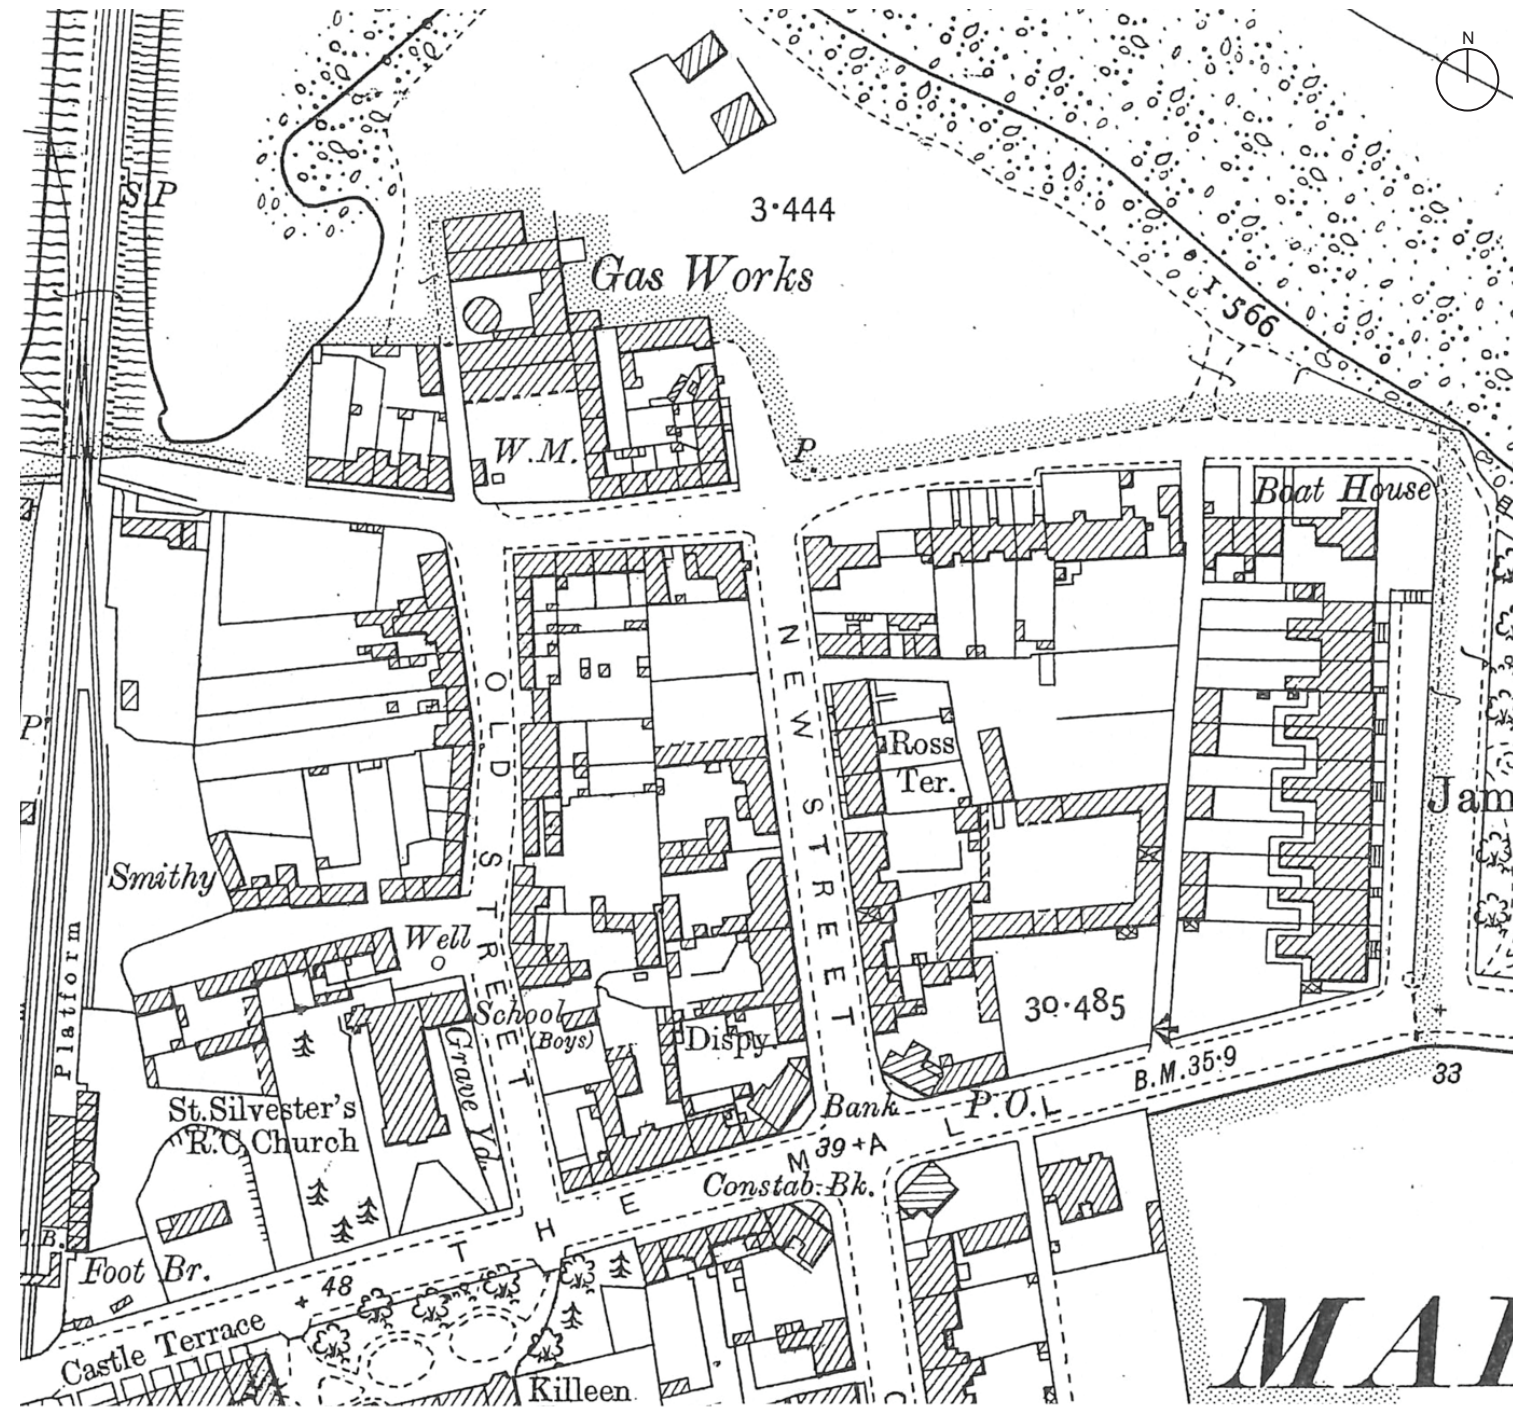 N
S.P
3·444
Gas Works
1·566
W.M.
P.
Boat House
OLD STREET
NEW STREET
P
Ross
Ter.
Jam
Smithy
Well
Platform
School
(Boys)
Grave Yd.
Dispy.
30·485
B.M.35·9
33
St. Silvester's
R.C. Church
Bank
P.O.
THE MALL
39+A
Constab. Bk.
B.
Foot Br.
+ 48
Castle Terrace
Killeen
C
MAL